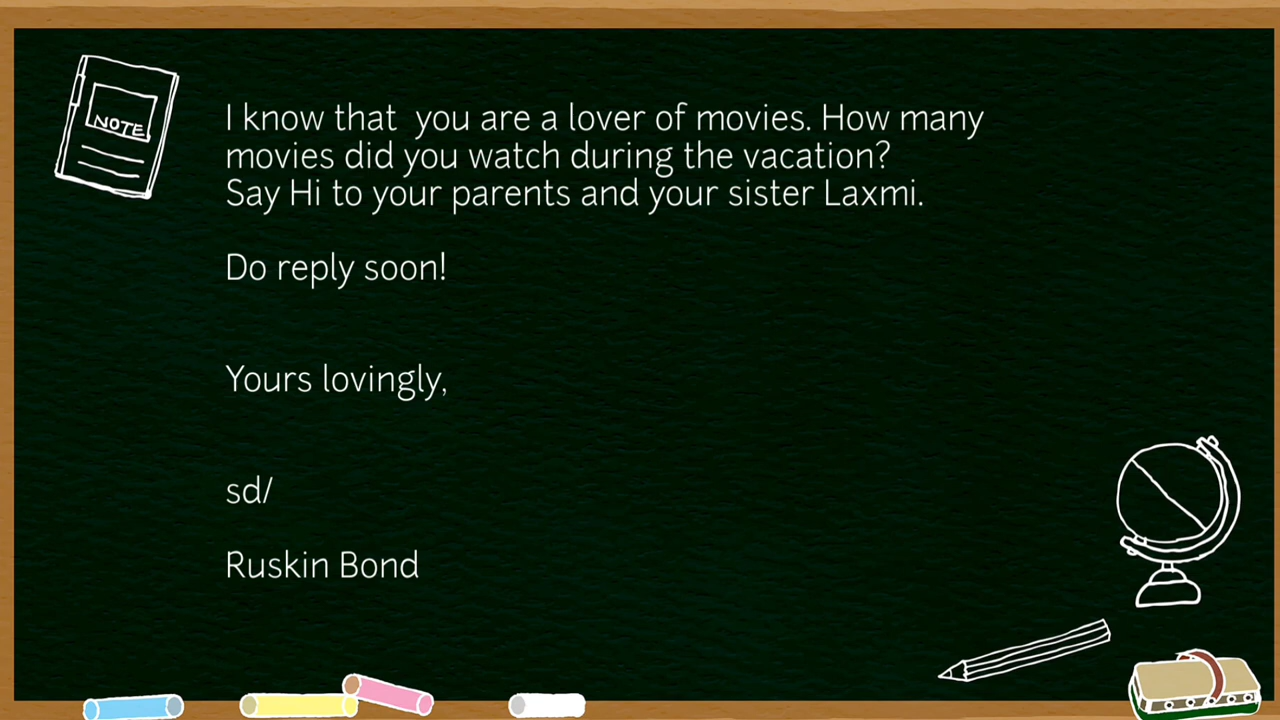 NOTE
I know that  you are a lover of movies. How many
movies did you watch during the vacation?
Say Hi to your parents and your sister Laxmi.
Do reply soon!
Yours lovingly,
sd/
Ruskin Bond